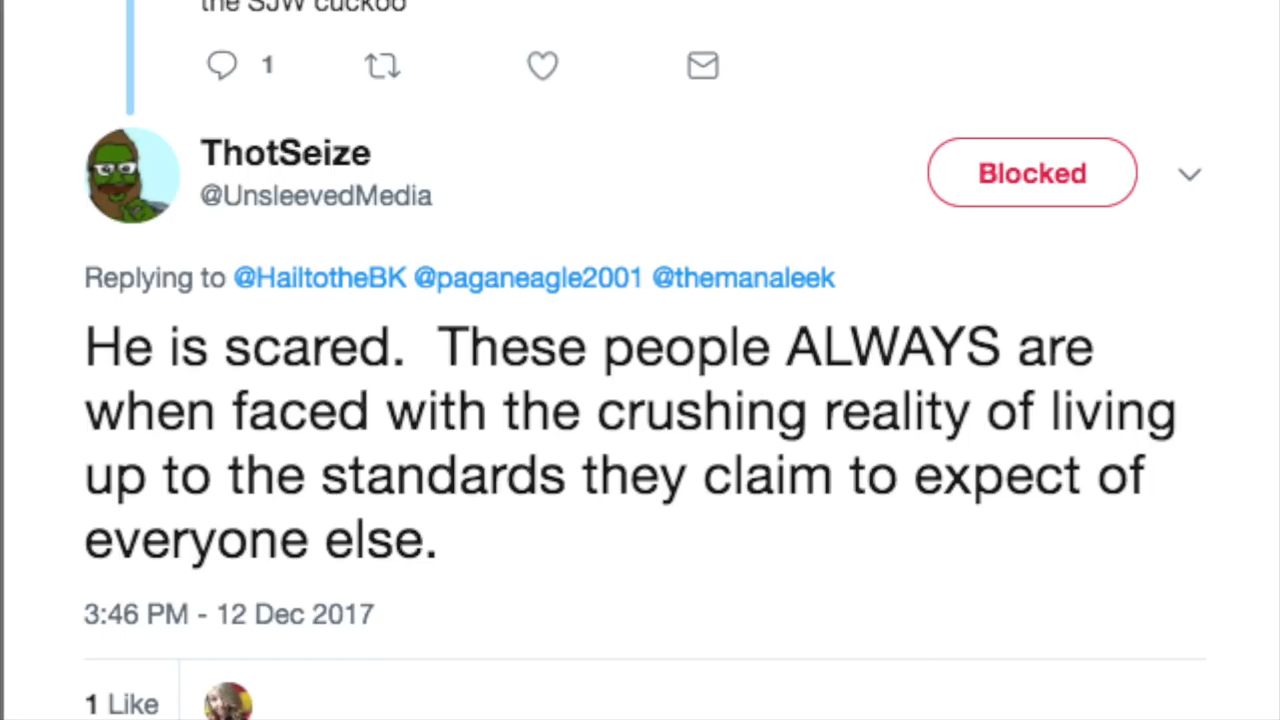 the SJW cuckoo
1
ThotSeize
@UnsleevedMedia
Blocked
Replying to @HailtotheBK @paganeagle2001 @themanaleek
He is scared.  These people ALWAYS are
when faced with the crushing reality of living
up to the standards they claim to expect of
everyone else.
3:46 PM - 12 Dec 2017
1 Like